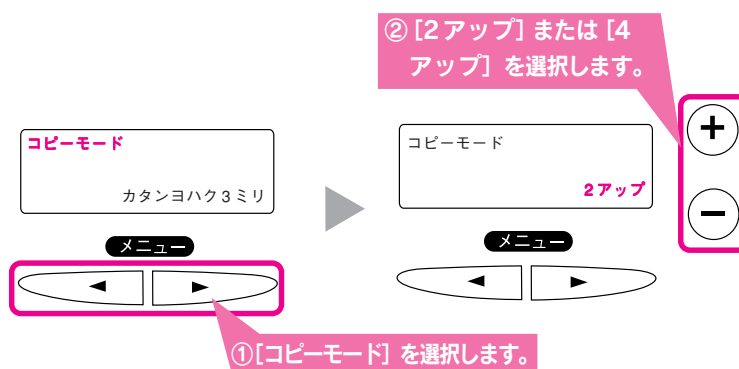 ②［2アップ］または［4
アップ］を選択します。
コピーモード
カタンヨハク3ミリ
メニュー
コピーモード
2アップ
メニュー
①［コピーモード］を選択します。